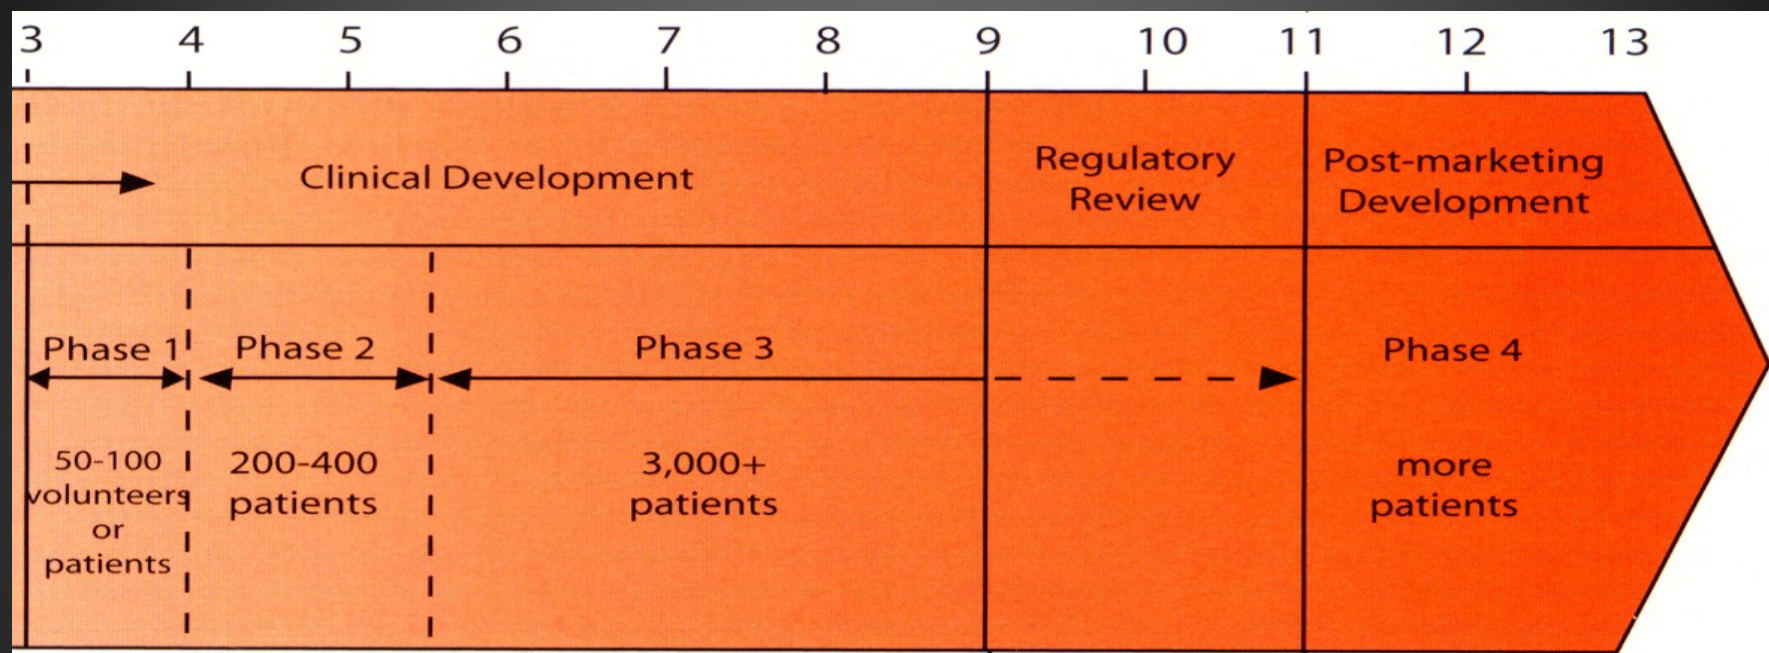 3 4 5 6 7 8 9 10 11 12 13
Clinical Development
Regulatory
Review
Post-marketing
Development
Phase 1
Phase 2
Phase 3
Phase 4
50-100
volunteers
or
patients
200-400
patients
3,000+
patients
more
patients